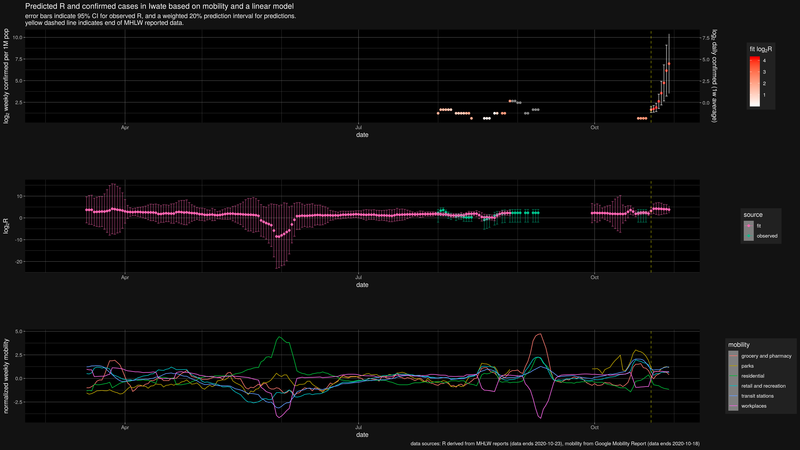 Predicted R and confirmed cases in Iwate based on mobility and a linear model
error bars indicate 95% CI for observed R, and a weighted 20% prediction interval for predictions.
yellow dashed line indicates end of MHLW reported data.
log₂ weekly confirmed per 1M pop
10.0
7.5
5.0
2.5
7.5
5.0
2.5
0.0
log₂ daily confirmed (1w average)
Apr
Jul
Oct
date
fit log₂R
4
3
2
1
log₂R
10
0
-10
-20
Apr
Jul
Oct
date
source
fit
observed
normalized weekly mobility
5.0
2.5
0.0
-2.5
Apr
Jul
Oct
date
mobility
grocery and pharmacy
parks
residential
retail and recreation
transit stations
workplaces
data sources: R derived from MHLW reports (data ends 2020-10-23), mobility from Google Mobility Report (data ends 2020-10-18)